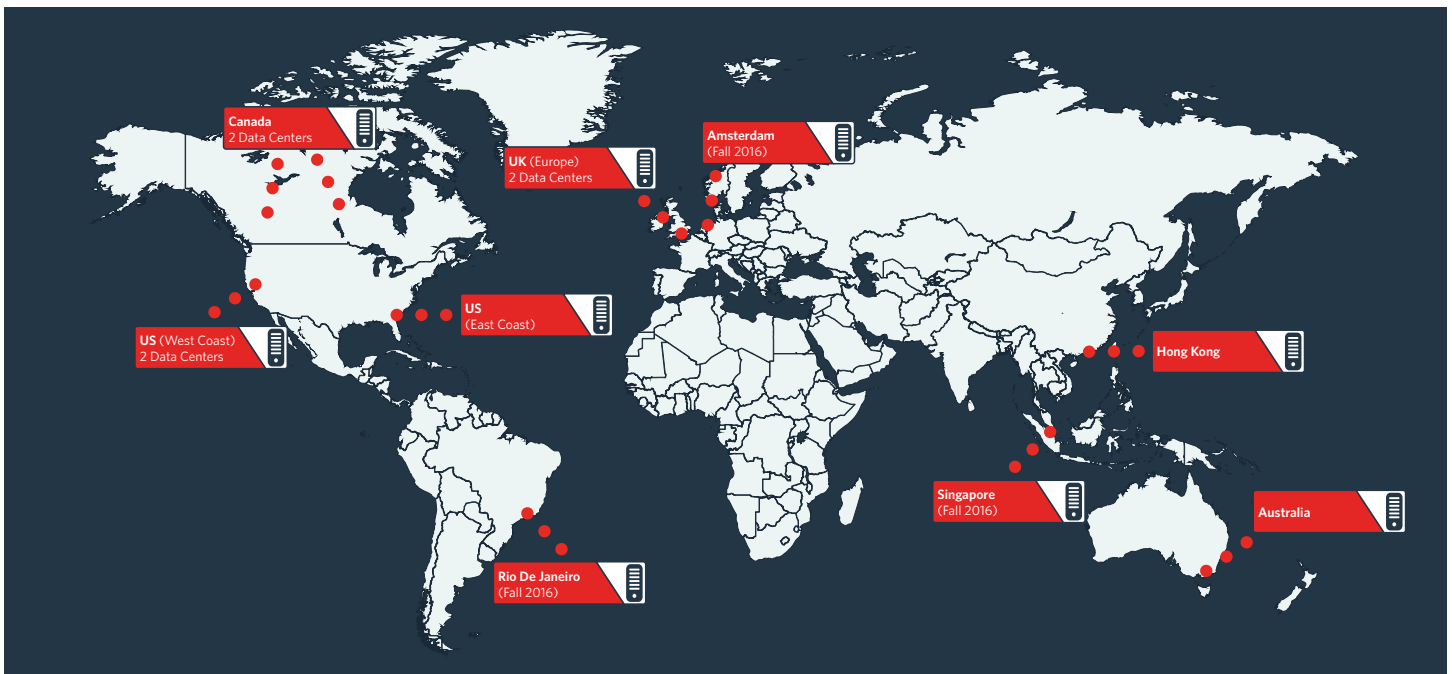 Canada
2 Data Centers
Amsterdam
(Fall 2016)
UK (Europe)
2 Data Centers
US
(East Coast)
US (West Coast)
2 Data Centers
Hong Kong
Singapore
(Fall 2016)
Australia
Rio De Janeiro
(Fall 2016)